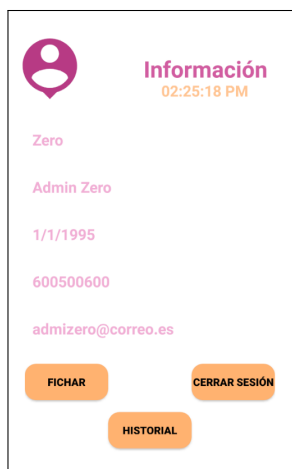 Información
02:25:18 PM
Zero
Admin Zero
1/1/1995
600500600
admizero@correo.es
FICHAR
CERRAR SESIÓN
HISTORIAL